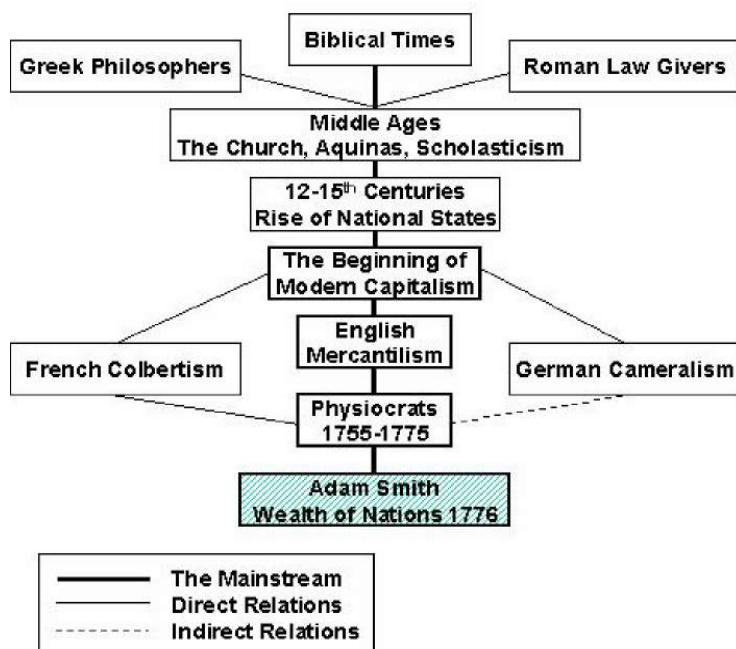 Biblical Times
Greek Philosophers
Roman Law Givers
Middle Ages
The Church, Aquinas, Scholasticism
12-15th Centuries
Rise of National States
The Beginning of
Modern Capitalism
English
Mercantilism
French Colbertism
German Cameralism
Physiocrats
1755-1775
Adam Smith
Wealth of Nations 1776
The Mainstream
Direct Relations
Indirect Relations